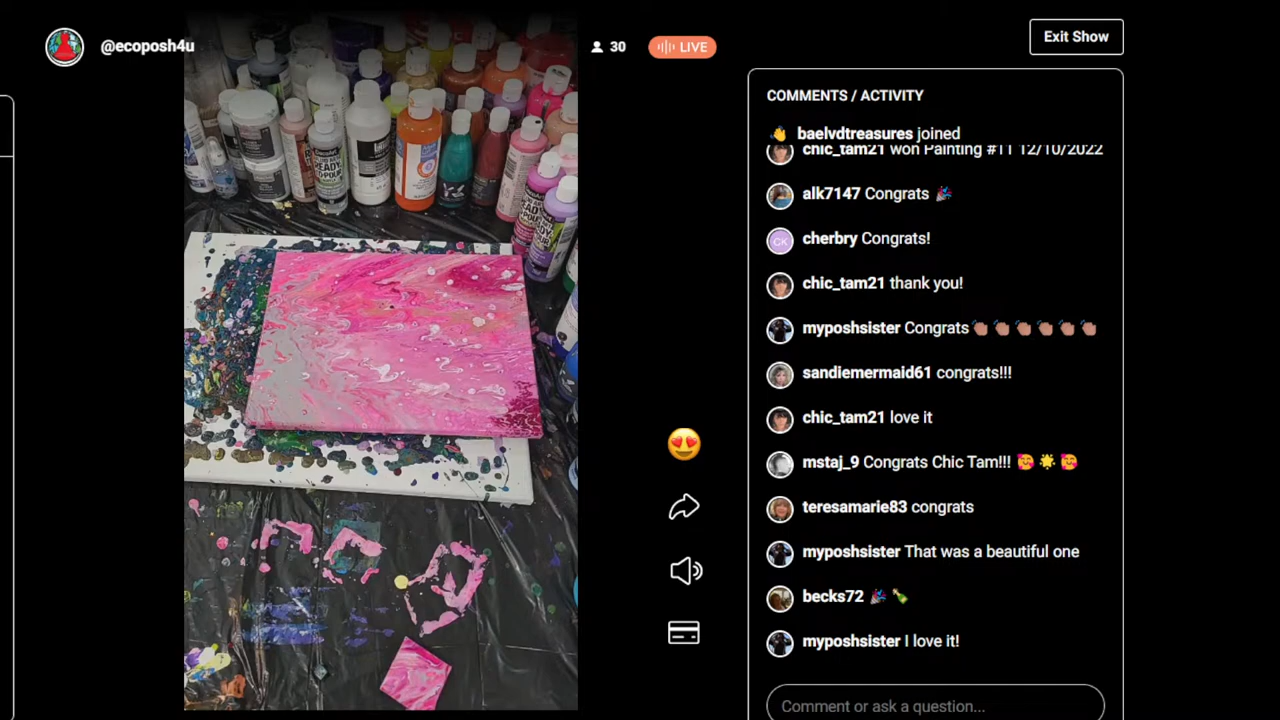 @ecoposh4u
30
LIVE
Exit Show
COMMENTS / ACTIVITY
👋 baelvdtreasures joined
chic_tam21 won Painting #11 12/10/2022
alk7147 Congrats 🎉
CK
cherbry Congrats!
chic_tam21 thank you!
myposhsister Congrats👏🏽👏🏽👏🏽👏🏽👏🏽👏🏽
sandiemermaid61 congrats!!!
chic_tam21 love it
mstaj_9 Congrats Chic Tam!!! 🥰 🌟 🥰
teresamarie83 congrats
myposhsister That was a beautiful one
becks72 🎉 🍾
myposhsister I love it!
Comment or ask a question...
READY